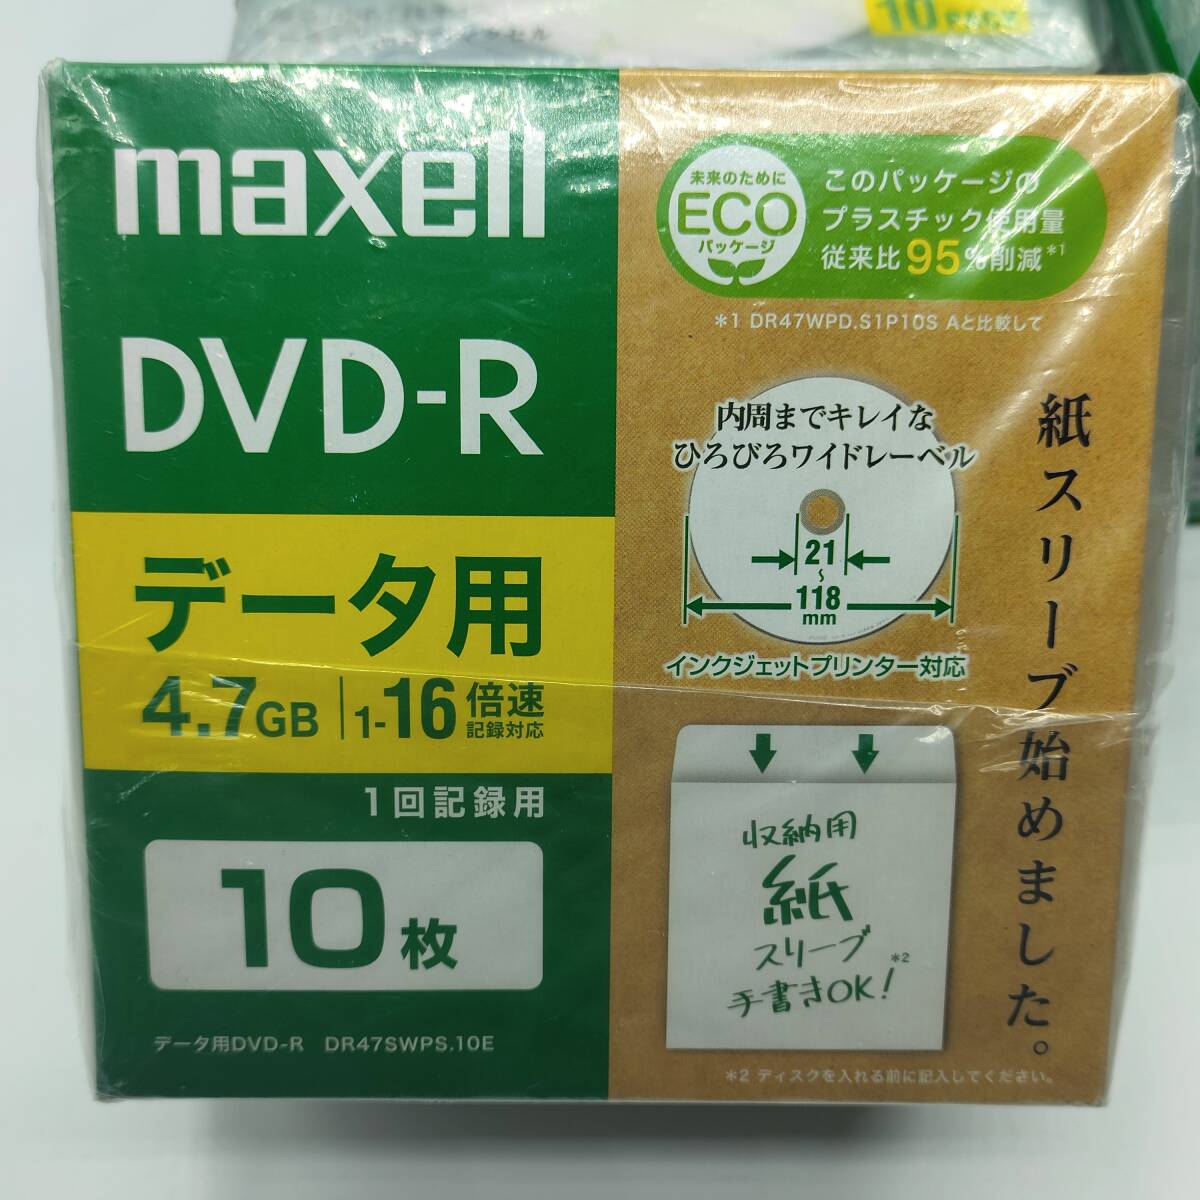 10 PACK
maxell
DVD-R
データ用
4.7GB 1-16倍速
記録対応
1回記録用
10枚
データ用DVD-R DR47SWPS.10E
未来のために
ECO
パッケージ
このパッケージの
プラスチック使用量
従来比95%削減*1
*1 DR47WPD.S1P10S Aと比較して
内周までキレイな
ひろびろワイドレーベル
21
~
118
mm
インクジェットプリンター対応
紙スリーブ始めました。
収納用
紙
スリーブ
手書きOK!*2
*2 ディスクを入れる前に記入してください。